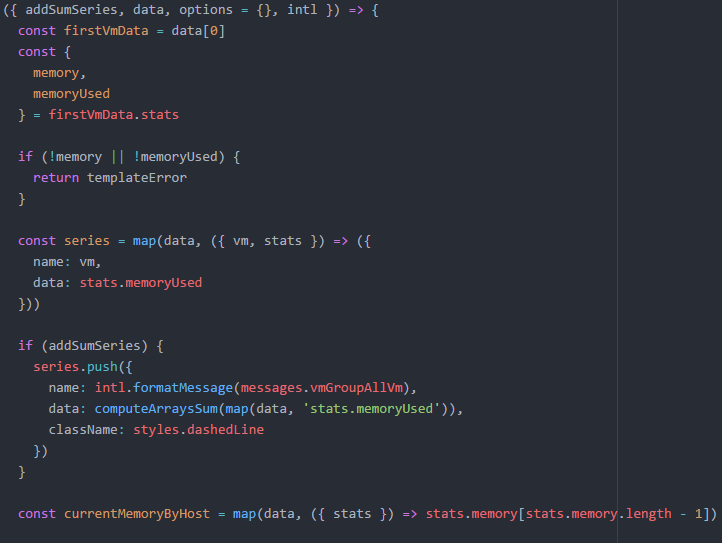 ({ addSumSeries, data, options = {}, intl }) => {
  const firstVmData = data[0]
  const {
    memory,
    memoryUsed
  } = firstVmData.stats

  if (!memory || !memoryUsed) {
    return templateError
  }

  const series = map(data, ({ vm, stats }) => ({
    name: vm,
    data: stats.memoryUsed
  }))

  if (addSumSeries) {
    series.push({
      name: intl.formatMessage(messages.vmGroupAllVm),
      data: computeArraysSum(map(data, 'stats.memoryUsed')),
      className: styles.dashedLine
    })
  }

  const currentMemoryByHost = map(data, ({ stats }) => stats.memory[stats.memory.length - 1])